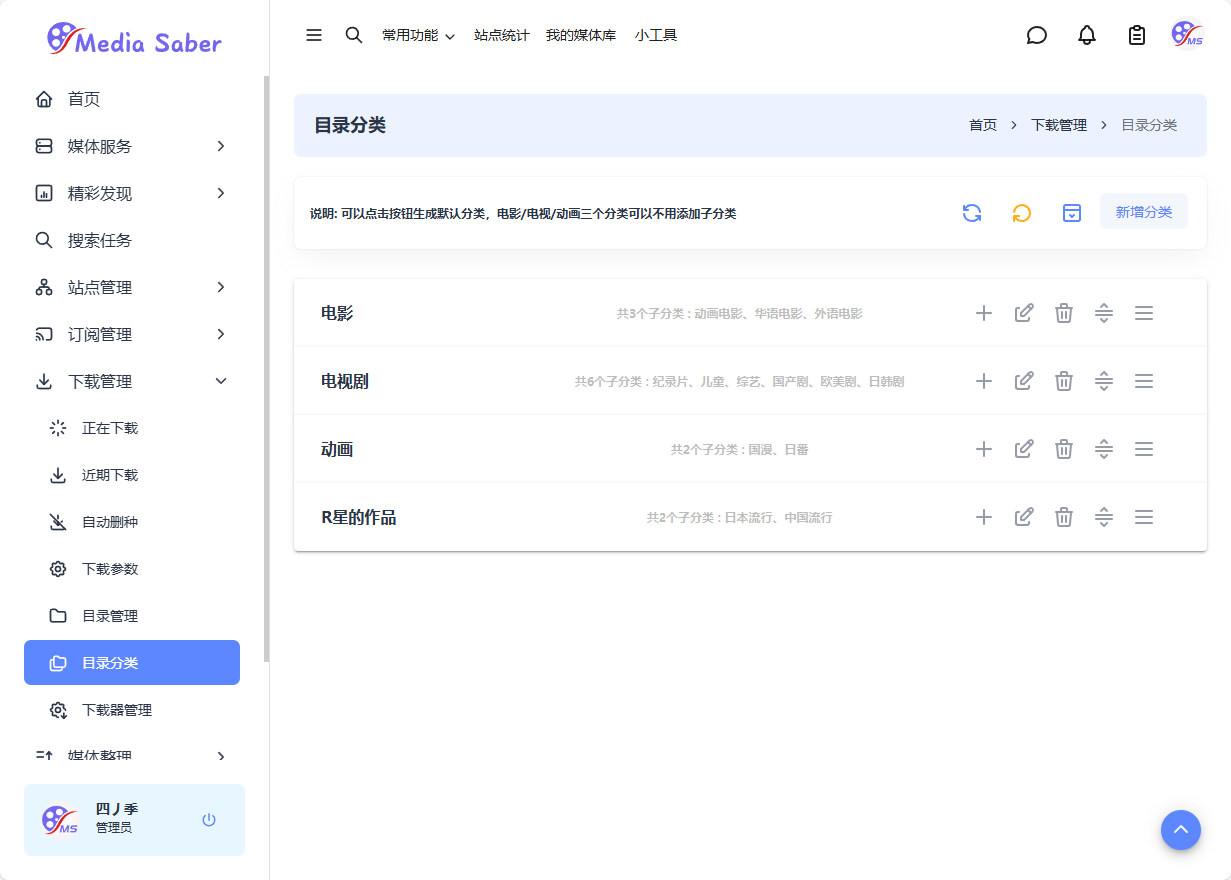 Media Saber
首页
媒体服务
精彩发现
搜索任务
站点管理
订阅管理
下载管理
正在下载
近期下载
自动删种
下载参数
目录管理
目录分类
下载器管理
媒体整理
MS
四丿季
管理员
常用功能 站点统计 我的媒体库 小工具
MS
目录分类
首页 > 下载管理 > 目录分类
说明: 可以点击按钮生成默认分类，电影/电视/动画三个分类可以不用添加子分类
新增分类
电影 共3个子分类 : 动画电影、华语电影、外语电影
电视剧 共6个子分类 : 纪录片、儿童、综艺、国产剧、欧美剧、日韩剧
动画 共2个子分类 : 国漫、日番
R星的作品 共2个子分类 : 日本流行、中国流行